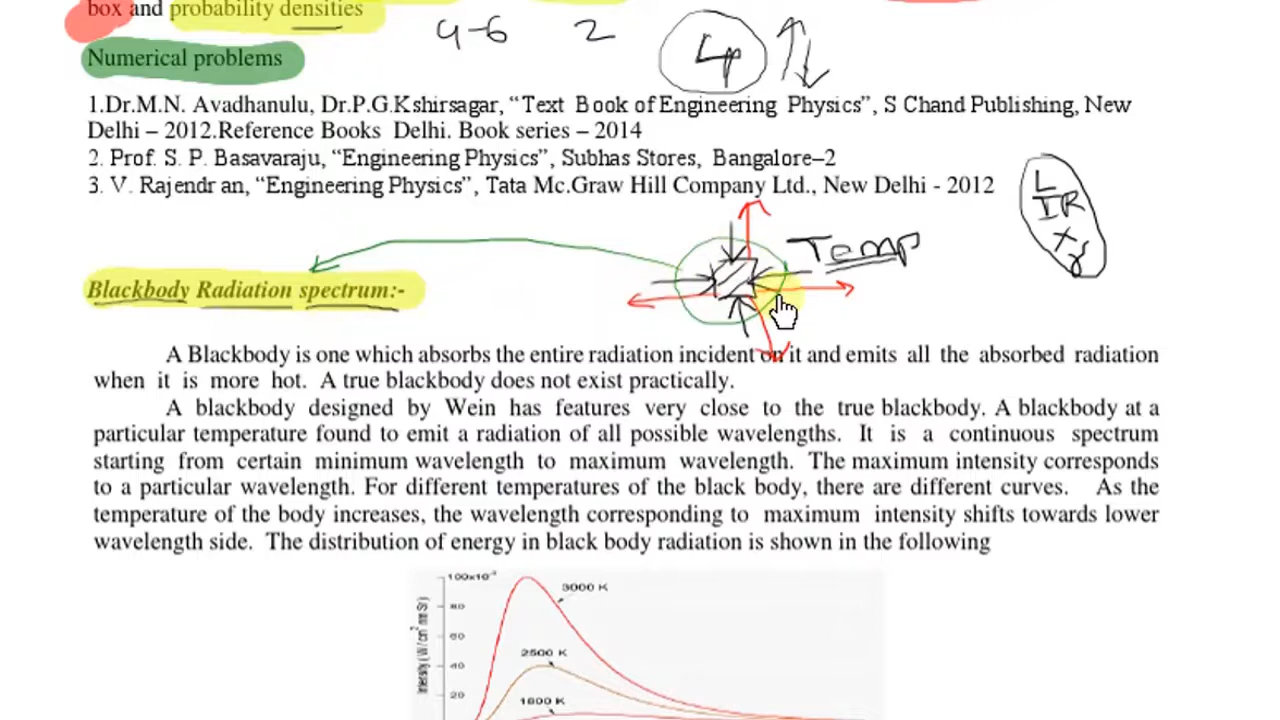 box and probability densities
4-6 2 4p
Numerical problems
1.Dr.M.N. Avadhanulu, Dr.P.G.Kshirsagar, “Text Book of Engineering Physics”, S Chand Publishing, New
Delhi – 2012.Reference Books Delhi. Book series – 2014
2. Prof. S. P. Basavaraju, “Engineering Physics”, Subhas Stores, Bangalore–2
3. V. Rajendr an, “Engineering Physics”, Tata Mc.Graw Hill Company Ltd., New Delhi - 2012
L
IR
X
Temp
Blackbody Radiation spectrum:-
A Blackbody is one which absorbs the entire radiation incident on it and emits all the absorbed radiation
when it is more hot. A true blackbody does not exist practically.
A blackbody designed by Wein has features very close to the true blackbody. A blackbody at a
particular temperature found to emit a radiation of all possible wavelengths. It is a continuous spectrum
starting from certain minimum wavelength to maximum wavelength. The maximum intensity corresponds
to a particular wavelength. For different temperatures of the black body, there are different curves. As the
temperature of the body increases, the wavelength corresponding to maximum intensity shifts towards lower
wavelength side. The distribution of energy in black body radiation is shown in the following
3000 K
80
60
2500 K
40
20
1800 K